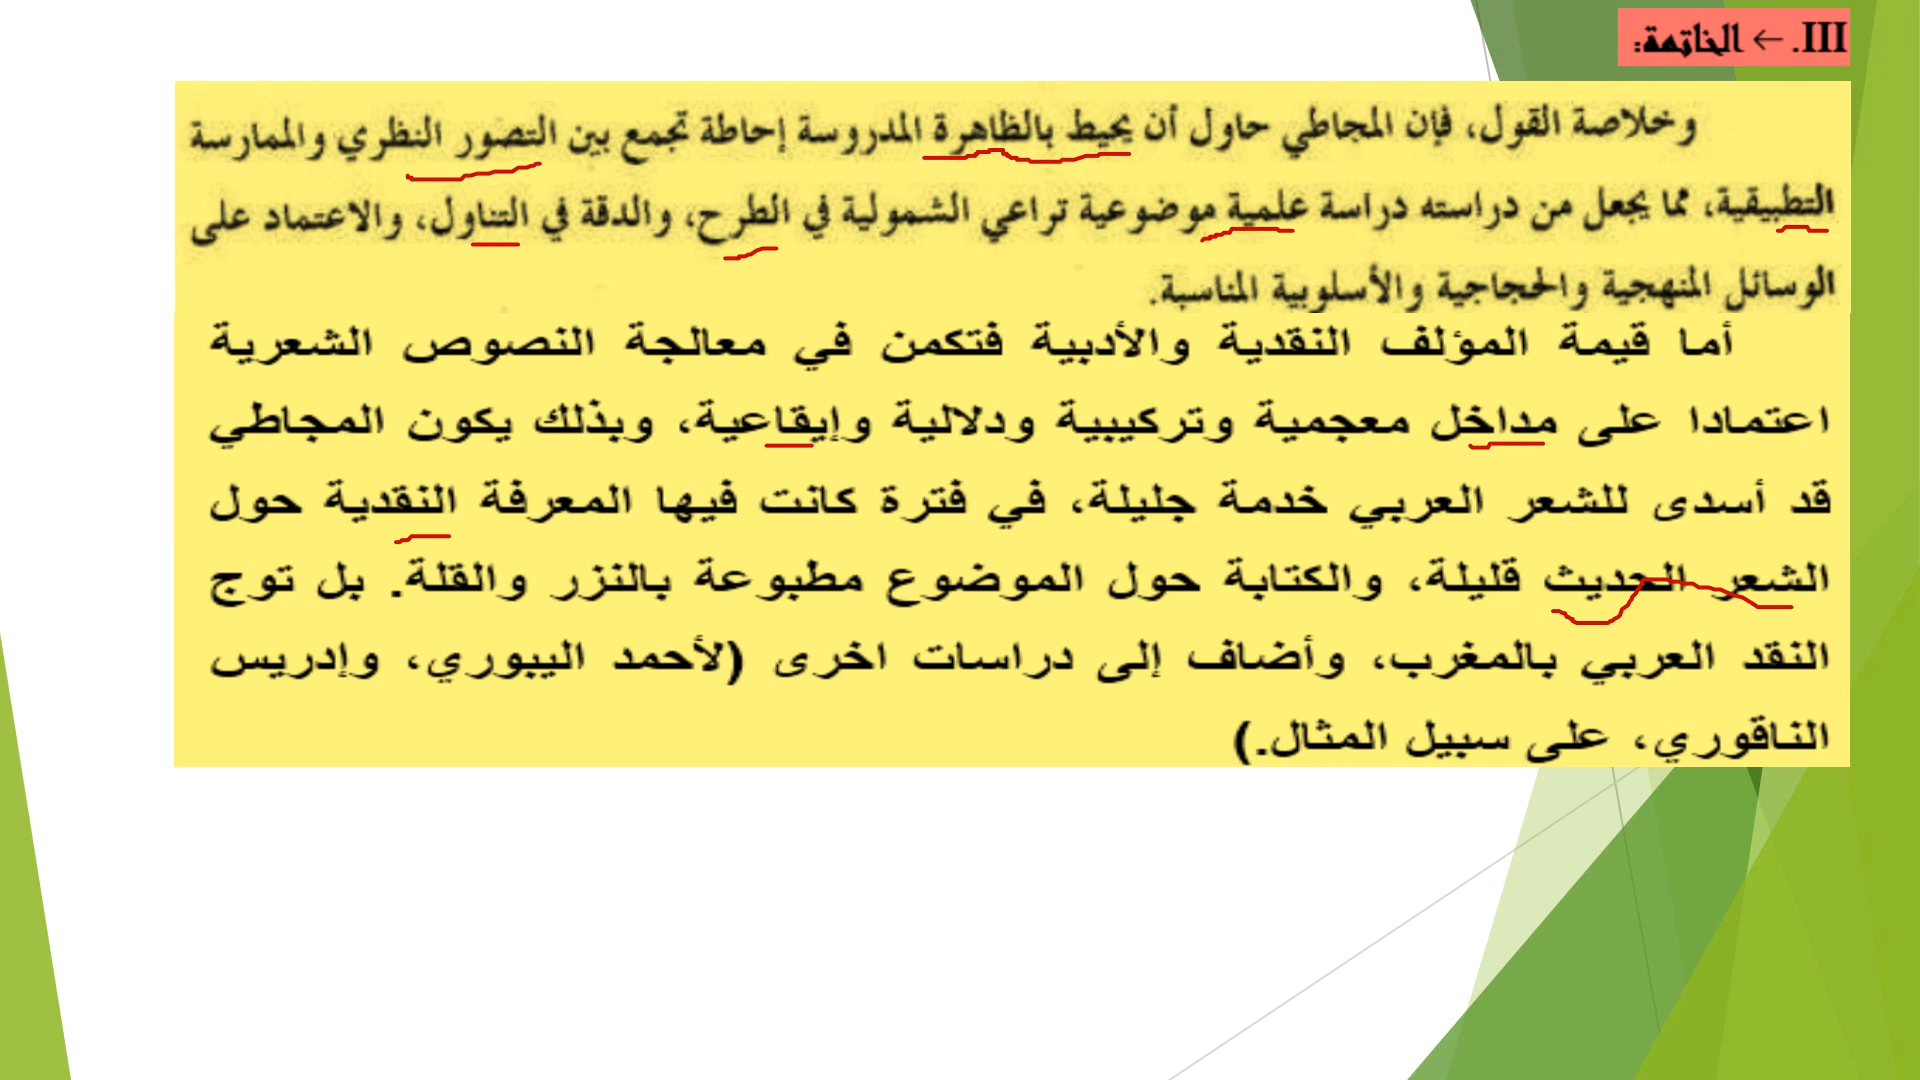 III. ← الخاتمة:
وخلاصة القول، فإن المجاطي حاول أن يحيط بالظاهرة المدروسة إحاطة تجمع بين التصور النظري والممارسة
التطبيقية، مما يجعل من دراسته دراسة علمية موضوعية تراعي الشمولية في الطرح، والدقة في التناول، والاعتماد على
الوسائل المنهجية والحجاجية والأسلوبية المناسبة.
أما قيمة المؤلف النقدية والأدبية فتكمن في معالجة النصوص الشعرية
اعتمادا على مداخل معجمية وتركيبية ودلالية وإيقاعية، وبذلك يكون المجاطي
قد أسدى للشعر العربي خدمة جليلة، في فترة كانت فيها المعرفة النقدية حول
الشعر الحديث قليلة، والكتابة حول الموضوع مطبوعة بالنزر والقلة. بل توج
النقد العربي بالمغرب، وأضاف إلى دراسات اخرى (لأحمد اليبوري، وإدريس
الناقوري، على سبيل المثال.)